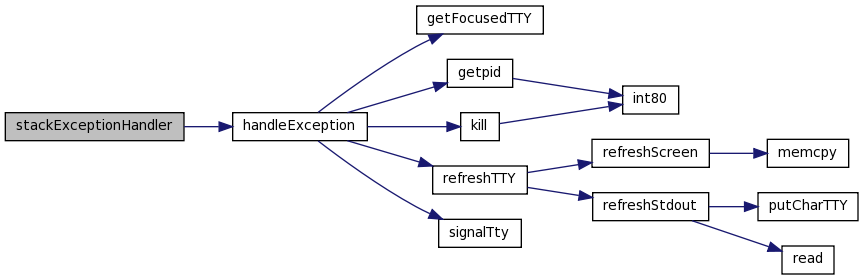 stackExceptionHandler
handleException
getFocusedTTY
getpid
kill
refreshTTY
signalTty
int80
refreshScreen
refreshStdout
memcpy
putCharTTY
read